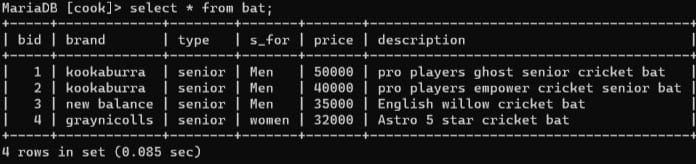 MariaDB [cook]> select * from bat;
+-----+-------------+--------+-------+-------+------------------------------------------+
| bid | brand       | type   | s_for | price | description                              |
+-----+-------------+--------+-------+-------+------------------------------------------+
|   1 | kookaburra  | senior | Men   | 50000 | pro players ghost senior cricket bat     |
|   2 | kookaburra  | senior | Men   | 40000 | pro players empower cricket senior bat   |
|   3 | new balance | senior | Men   | 35000 | English willow cricket bat               |
|   4 | graynicolls | senior | women | 32000 | Astro 5 star cricket bat                 |
+-----+-------------+--------+-------+-------+------------------------------------------+
4 rows in set (0.085 sec)